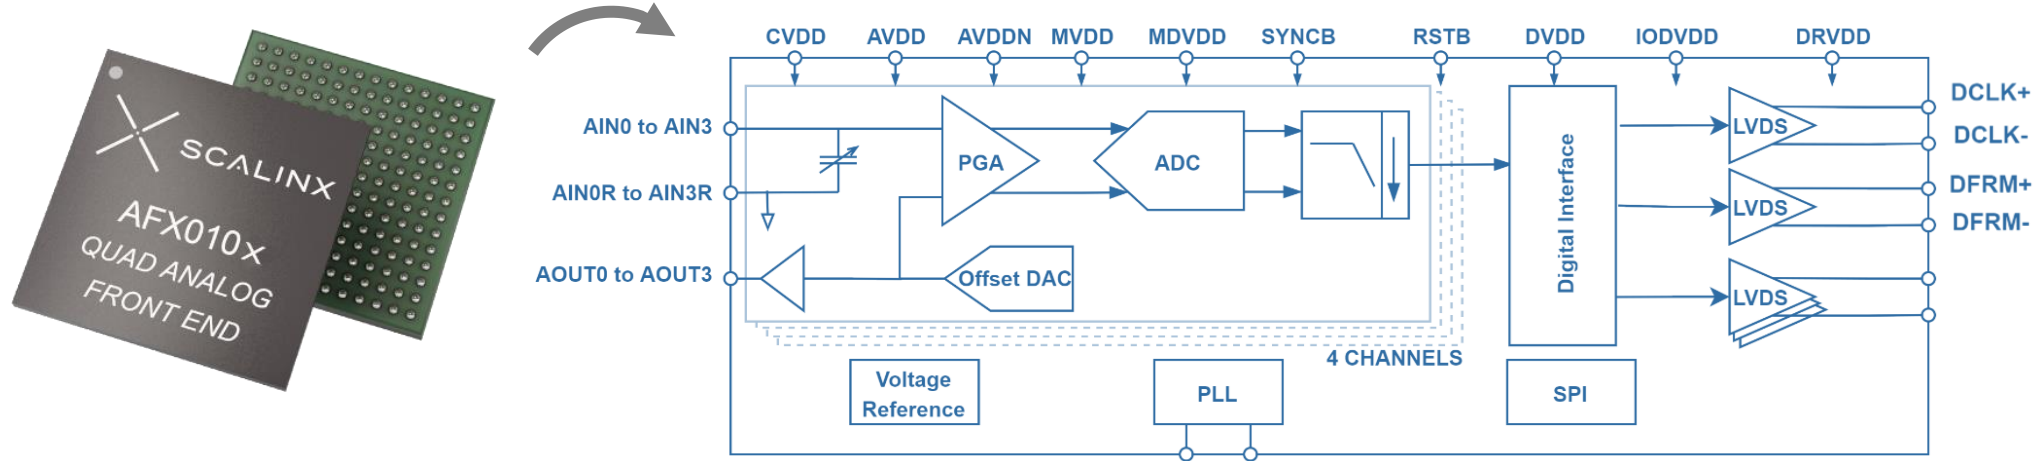 SCALINX
AFX010x
QUAD ANALOG
FRONT END
CVDD
AVDD
AVDDN
MVDD
MDVDD
SYNCB
RSTB
DVDD
IODVDD
DRVDD
AIN0 to AIN3
AIN0R to AIN3R
AOUT0 to AOUT3
PGA
ADC
Offset DAC
4 CHANNELS
Digital Interface
LVDS
LVDS
LVDS
DCLK+
DCLK-
DFRM+
DFRM-
Voltage
Reference
PLL
SPI